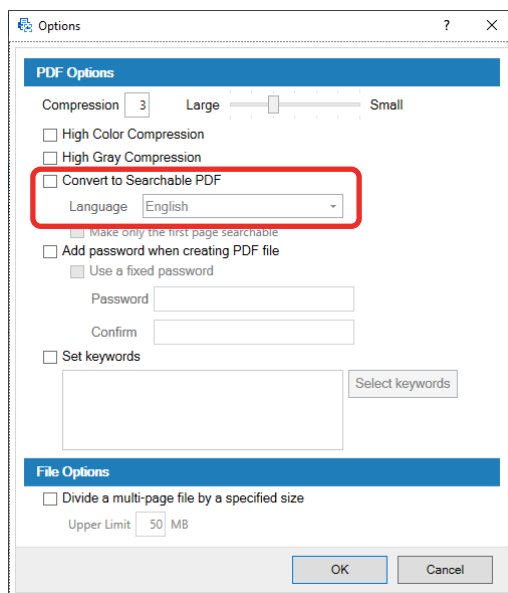 Options ?
PDF Options
Compression 3 Large Small
High Color Compression
High Gray Compression
Convert to Searchable PDF
Language English
Make only the first page searchable
Add password when creating PDF file
Use a fixed password
Password
Confirm
Set keywords
Select keywords
File Options
Divide a multi-page file by a specified size
Upper Limit 50 MB
OK Cancel